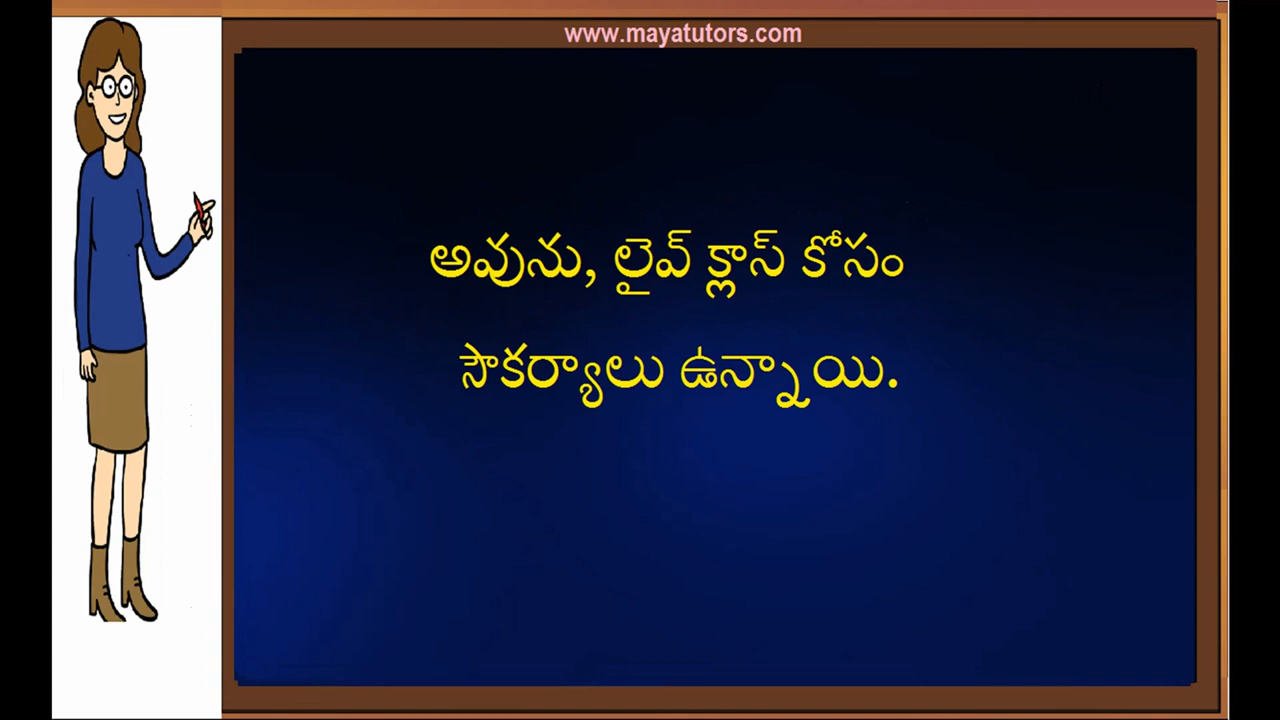 www.mayatutors.com
అవును, లైవ్ క్లాస్ కోసం
సౌకర్యాలు ఉన్నాయి.